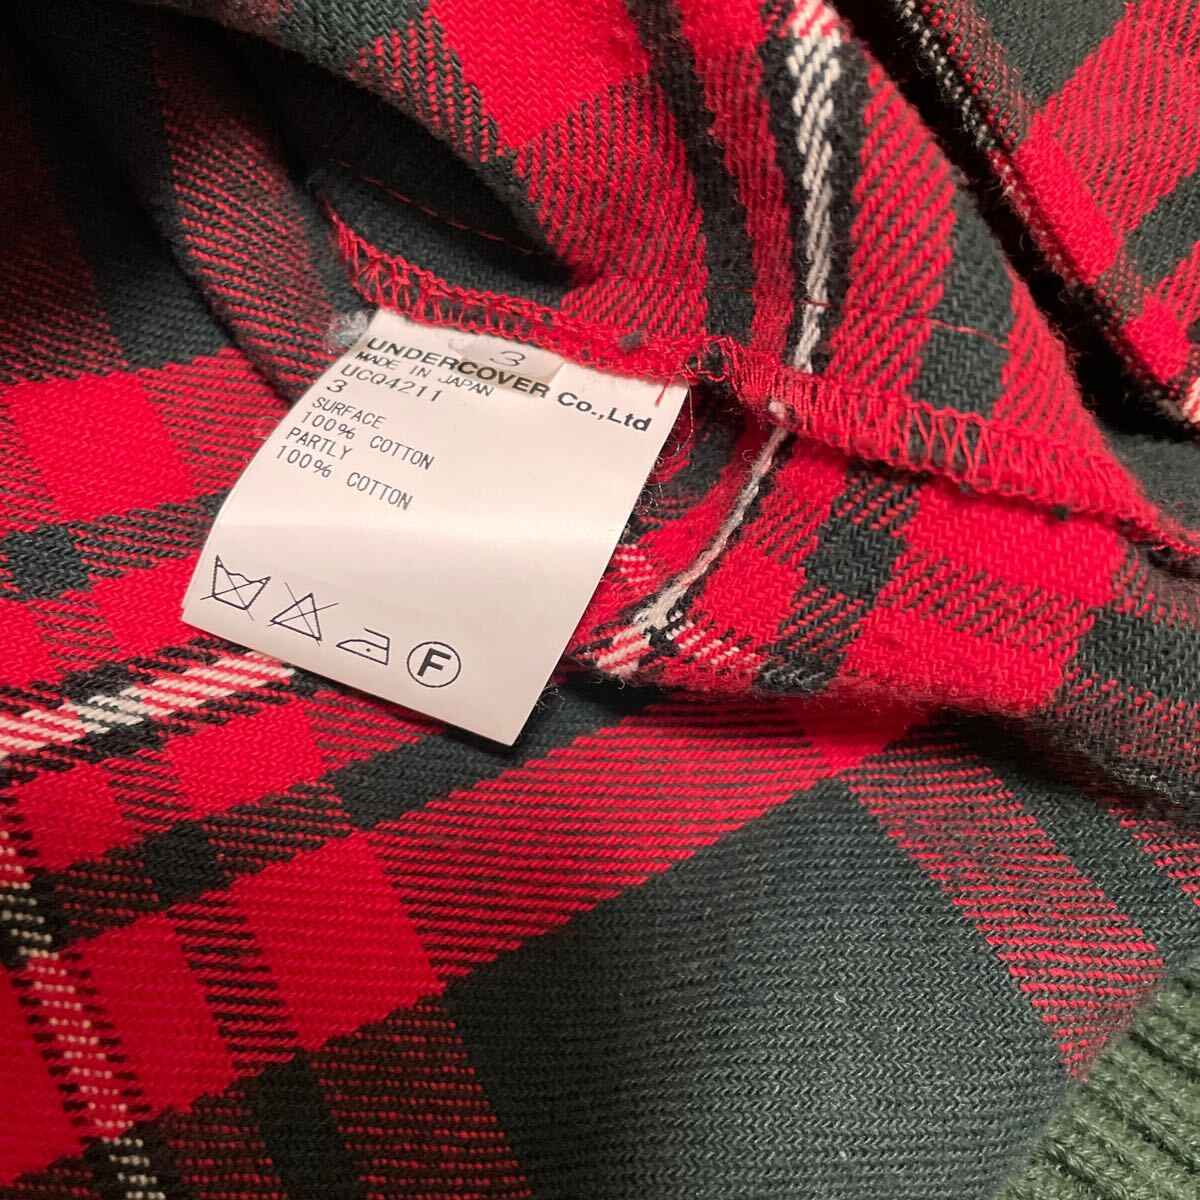 3
UNDERCOVER Co.,Ltd
MADE IN JAPAN
UCQ4211
3
SURFACE
100% COTTON
PARTLY
100% COTTON
F